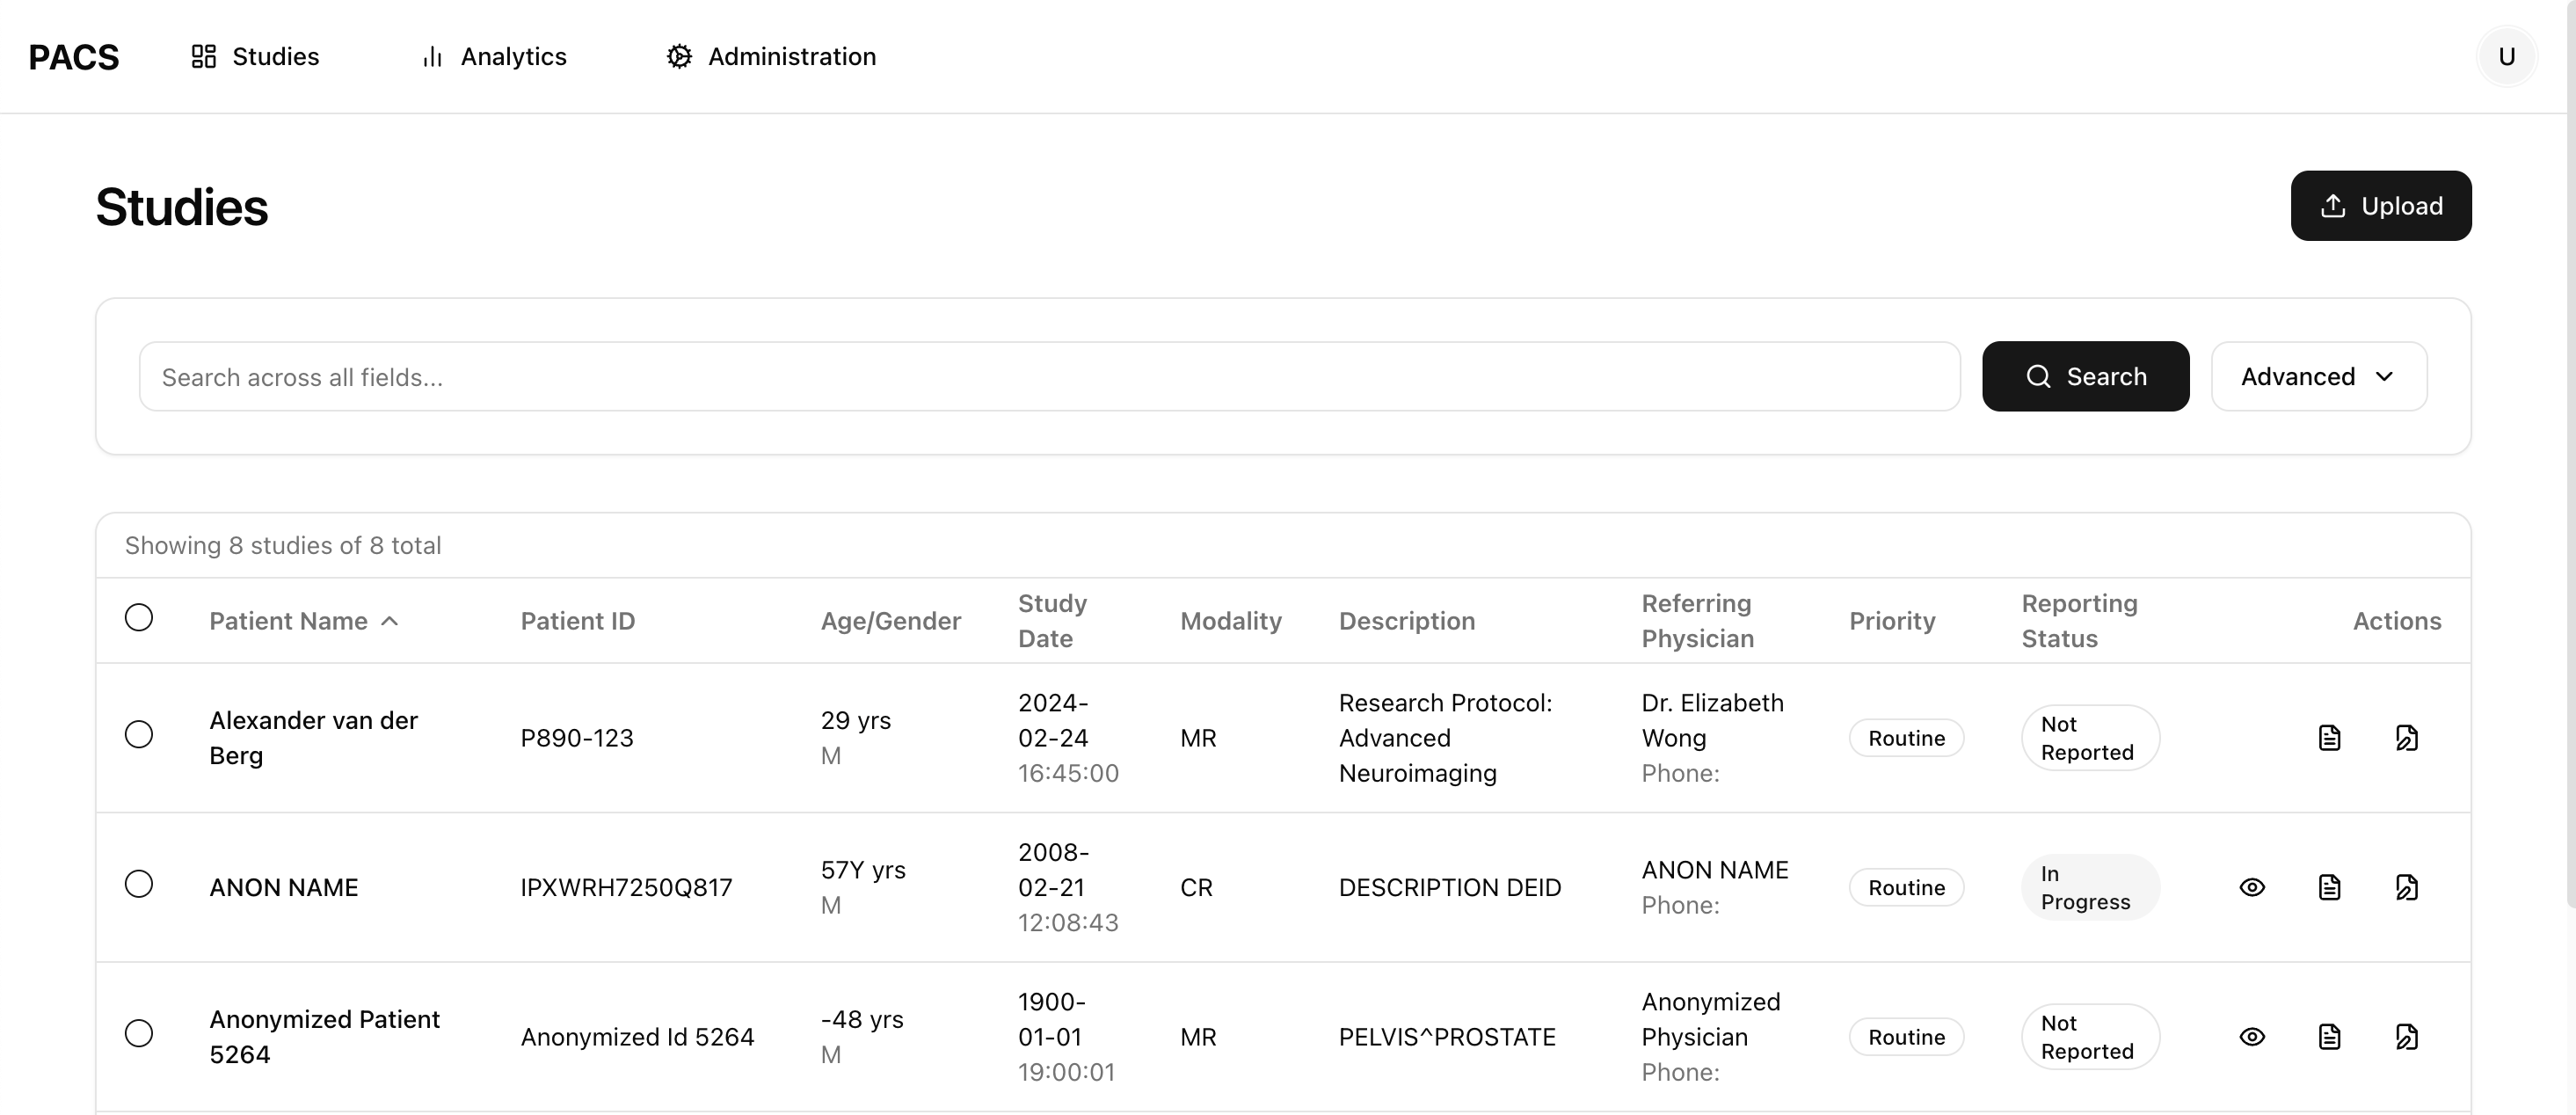 PACS Studies Analytics Administration U
Studies
Upload
Search across all fields...
Search
Advanced
Showing 8 studies of 8 total
Patient Name Patient ID Age/Gender Study Date Modality Description Referring Physician Priority Reporting Status Actions
Alexander van der Berg P890-123 29 yrs M 2024-02-24 16:45:00 MR Research Protocol: Advanced Neuroimaging Dr. Elizabeth Wong Phone: Routine Not Reported
ANON NAME IPXWRH7250Q817 57Y yrs M 2008-02-21 12:08:43 CR DESCRIPTION DEID ANON NAME Phone: Routine In Progress
Anonymized Patient 5264 Anonymized Id 5264 -48 yrs M 1900-01-01 19:00:01 MR PELVIS^PROSTATE Anonymized Physician Phone: Routine Not Reported